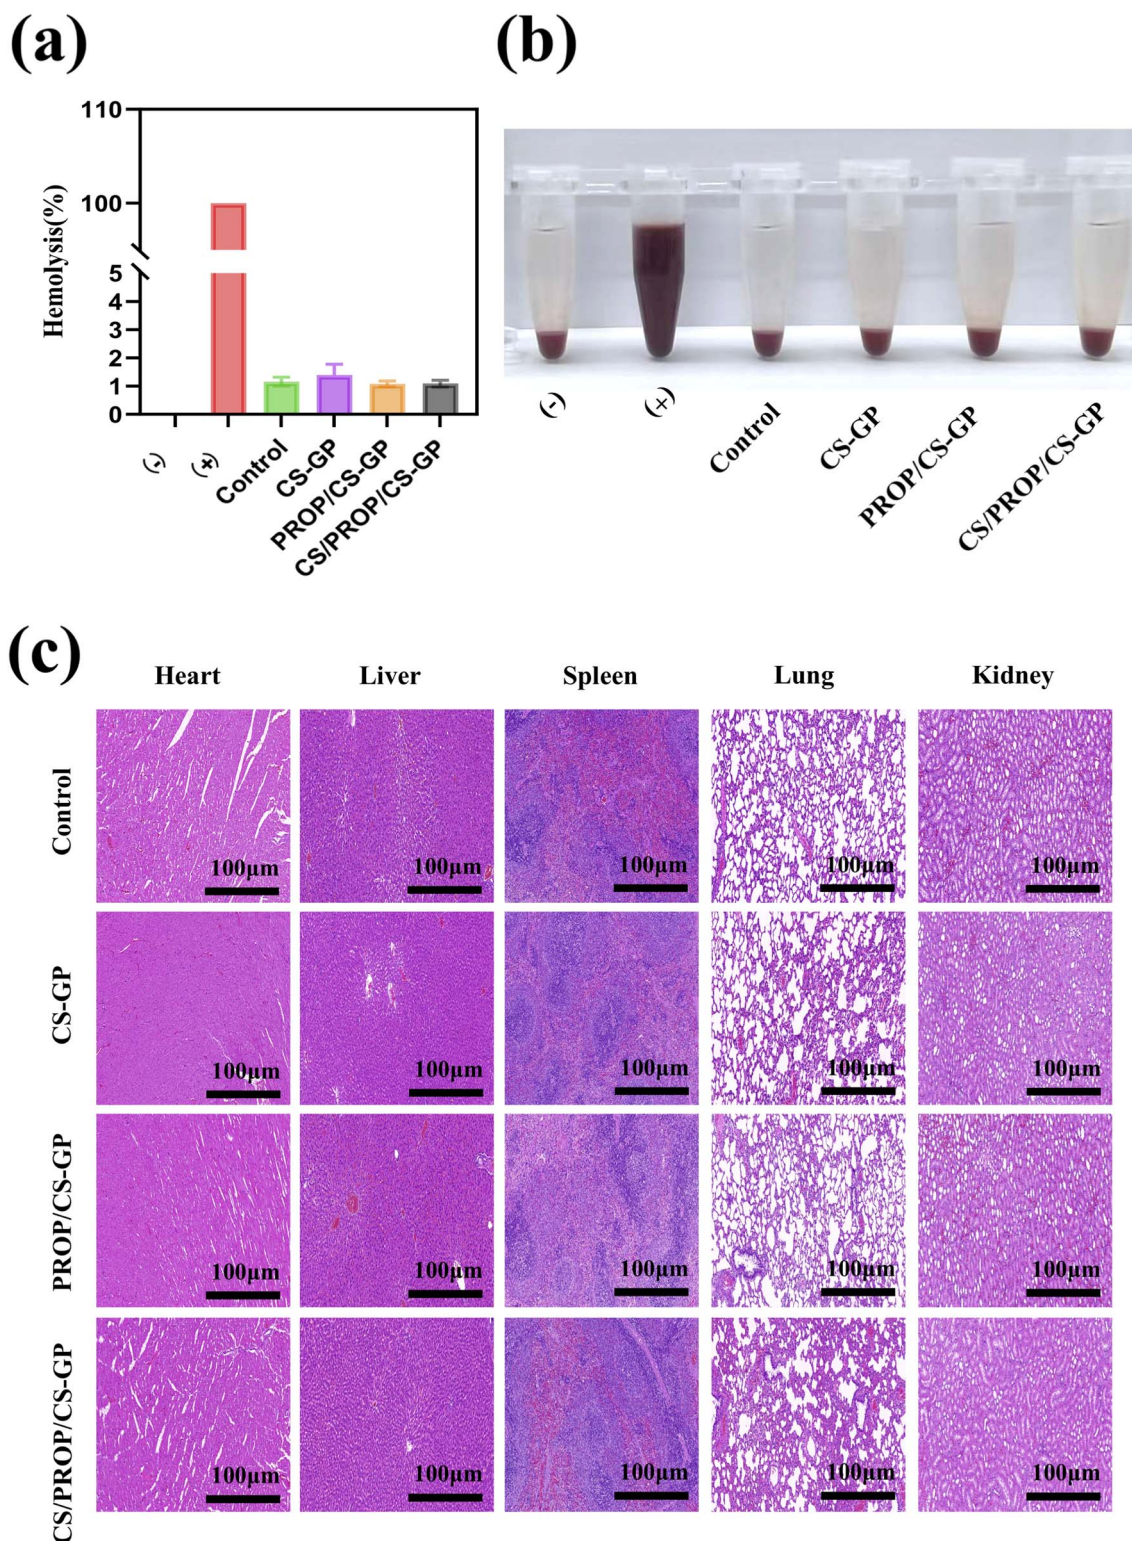 (a)
110
100
5
4
3
2
1
0
Hemolysis(%)
(-)
(+)
Control
CS-GP
PROP/CS-GP
CS/PROP/CS-GP
(b)
(-)
(+)
Control
CS-GP
PROP/CS-GP
CS/PROP/CS-GP
(c)
Heart Liver Spleen Lung Kidney
Control
100μm 100μm 100μm 100μm 100μm
CS-GP
100μm 100μm 100μm 100μm 100μm
PROP/CS-GP
100μm 100μm 100μm 100μm 100μm
CS/PROP/CS-GP
100μm 100μm 100μm 100μm 100μm